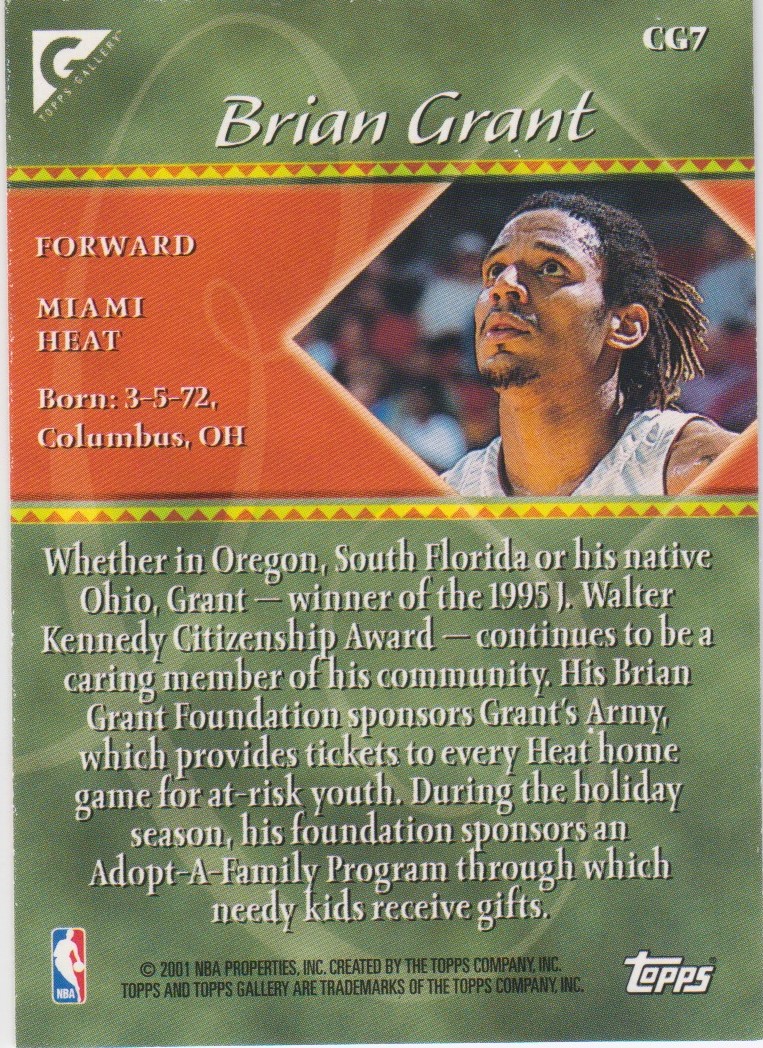 CG7
G
TOPPS GALLERY™
Brian Grant
FORWARD
MIAMI
HEAT
Born: 3-5-72,
Columbus, OH
Whether in Oregon, South Florida or his native
Ohio, Grant — winner of the 1995 J. Walter
Kennedy Citizenship Award — continues to be a
caring member of his community. His Brian
Grant Foundation sponsors Grant's Army,
which provides tickets to every Heat home
game for at-risk youth. During the holiday
season, his foundation sponsors an
Adopt-A-Family Program through which
needy kids receive gifts.
NBA
© 2001 NBA PROPERTIES, INC. CREATED BY THE TOPPS COMPANY, INC.
TOPPS AND TOPPS GALLERY ARE TRADEMARKS OF THE TOPPS COMPANY, INC.
TOPPS®